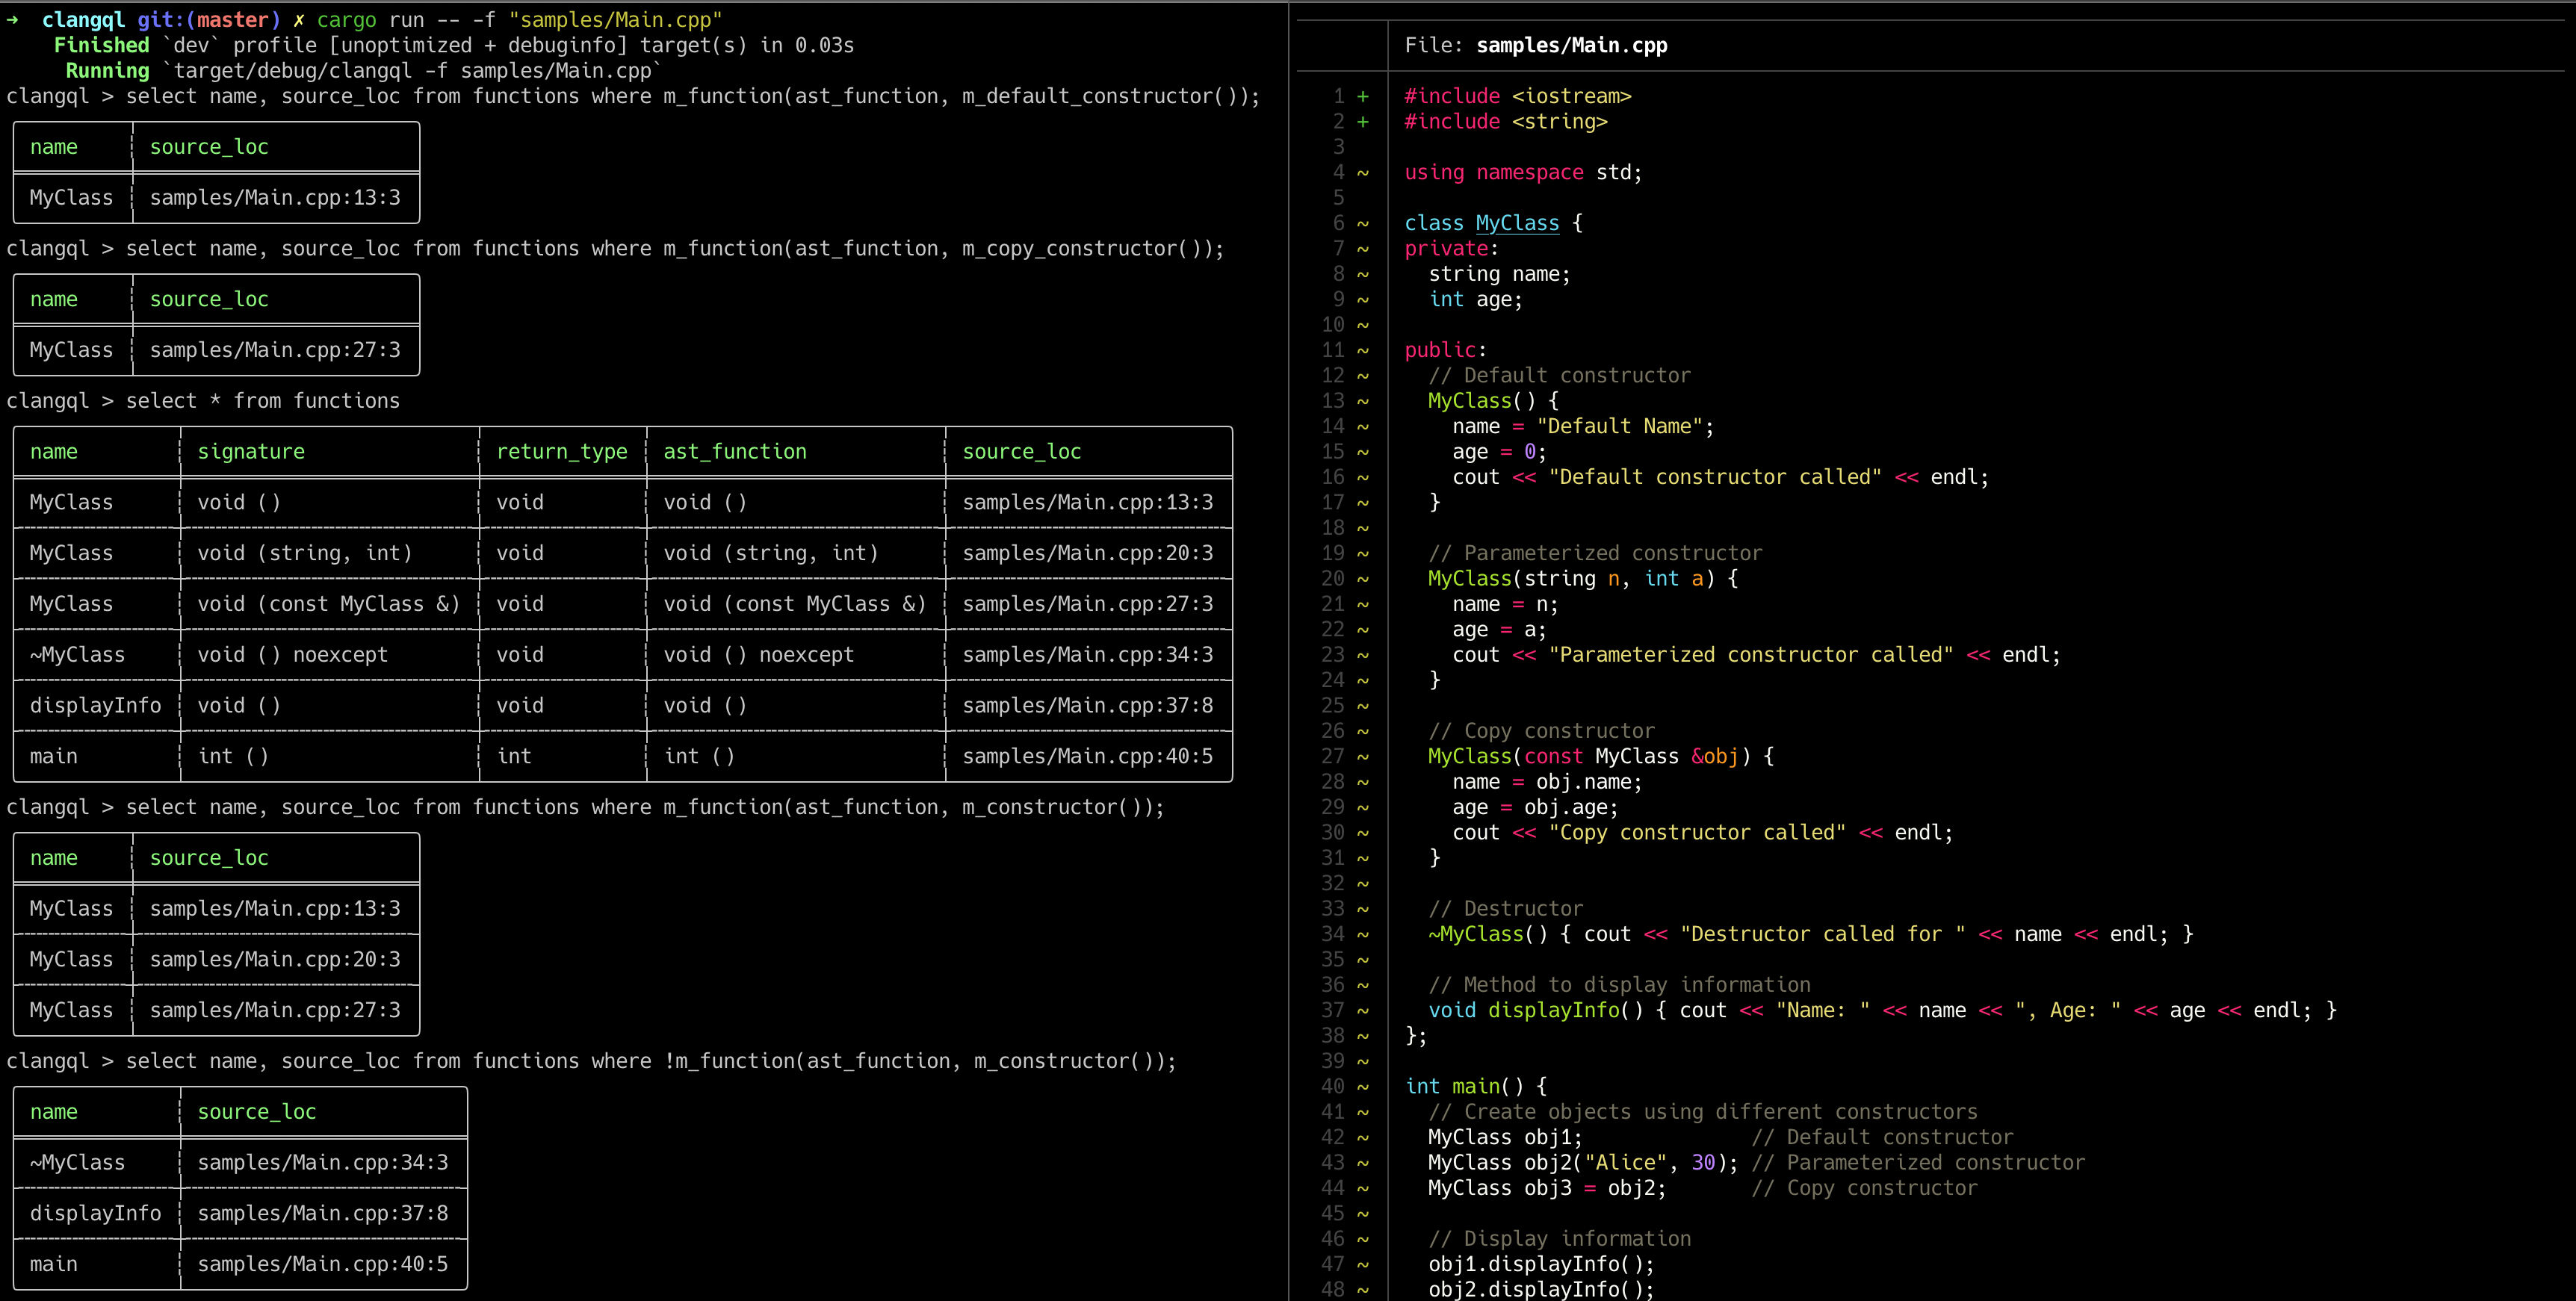 ➜  clangql git:(master) ✗ cargo run -- -f "samples/Main.cpp"
    Finished `dev` profile [unoptimized + debuginfo] target(s) in 0.03s
     Running `target/debug/clangql -f samples/Main.cpp`
clangql > select name, source_loc from functions where m_function(ast_function, m_default_constructor());
name source_loc
MyClass samples/Main.cpp:13:3
clangql > select name, source_loc from functions where m_function(ast_function, m_copy_constructor());
name source_loc
MyClass samples/Main.cpp:27:3
clangql > select * from functions
name signature return_type ast_function source_loc
MyClass void () void void () samples/Main.cpp:13:3
MyClass void (string, int) void void (string, int) samples/Main.cpp:20:3
MyClass void (const MyClass &) void void (const MyClass &) samples/Main.cpp:27:3
~MyClass void () noexcept void void () noexcept samples/Main.cpp:34:3
displayInfo void () void void () samples/Main.cpp:37:8
main int () int int () samples/Main.cpp:40:5
clangql > select name, source_loc from functions where m_function(ast_function, m_constructor());
name source_loc
MyClass samples/Main.cpp:13:3
MyClass samples/Main.cpp:20:3
MyClass samples/Main.cpp:27:3
clangql > select name, source_loc from functions where !m_function(ast_function, m_constructor());
name source_loc
~MyClass samples/Main.cpp:34:3
displayInfo samples/Main.cpp:37:8
main samples/Main.cpp:40:5
File: samples/Main.cpp
1 + #include <iostream>
2 + #include <string>
3
4 ~ using namespace std;
5
6 ~ class MyClass {
7 ~ private:
8 ~   string name;
9 ~   int age;
10 ~
11 ~ public:
12 ~   // Default constructor
13 ~   MyClass() {
14 ~     name = "Default Name";
15 ~     age = 0;
16 ~     cout << "Default constructor called" << endl;
17 ~   }
18 ~
19 ~   // Parameterized constructor
20 ~   MyClass(string n, int a) {
21 ~     name = n;
22 ~     age = a;
23 ~     cout << "Parameterized constructor called" << endl;
24 ~   }
25 ~
26 ~   // Copy constructor
27 ~   MyClass(const MyClass &obj) {
28 ~     name = obj.name;
29 ~     age = obj.age;
30 ~     cout << "Copy constructor called" << endl;
31 ~   }
32 ~
33 ~   // Destructor
34 ~   ~MyClass() { cout << "Destructor called for " << name << endl; }
35 ~
36 ~   // Method to display information
37 ~   void displayInfo() { cout << "Name: " << name << ", Age: " << age << endl; }
38 ~ };
39 ~
40 ~ int main() {
41 ~   // Create objects using different constructors
42 ~   MyClass obj1;              // Default constructor
43 ~   MyClass obj2("Alice", 30); // Parameterized constructor
44 ~   MyClass obj3 = obj2;       // Copy constructor
45 ~
46 ~   // Display information
47 ~   obj1.displayInfo();
48 ~   obj2.displayInfo();